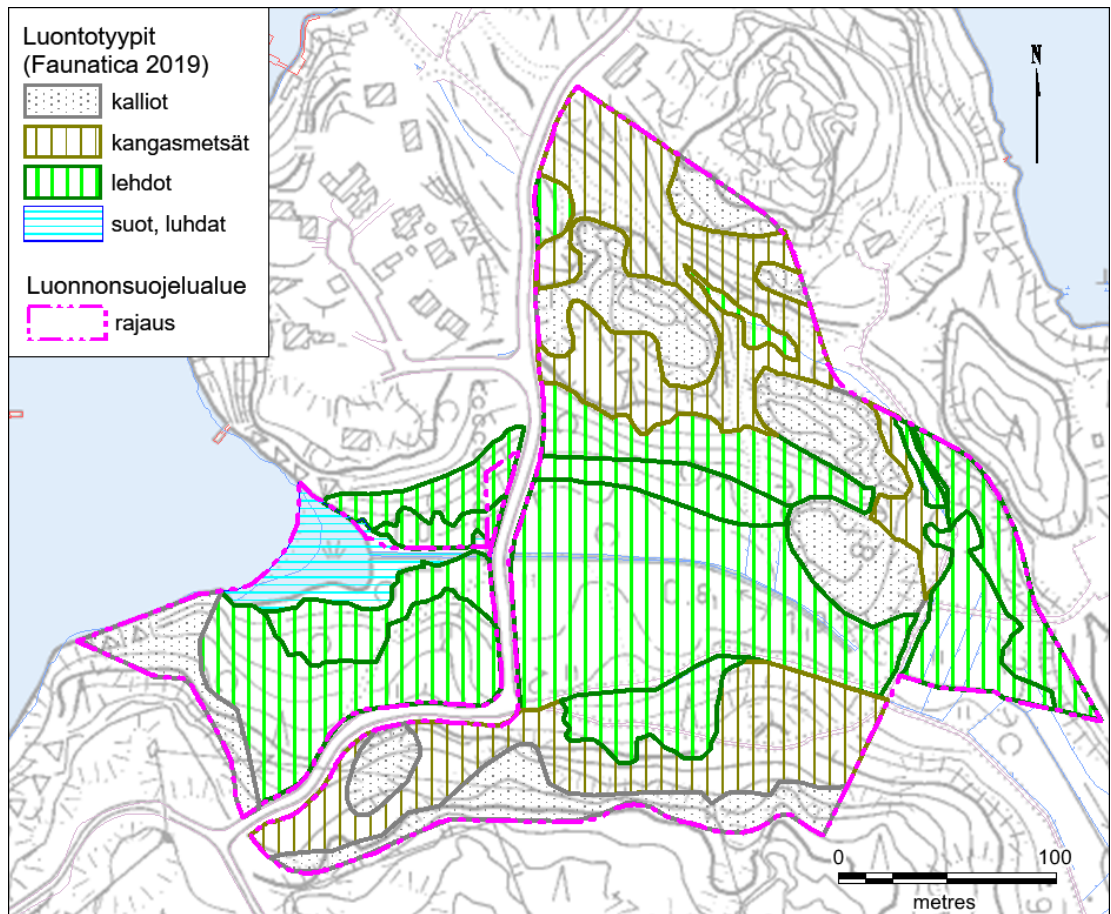 Luontotyypit
(Faunatica 2019)
kalliot
kangasmetsät
lehdot
suot, luhdat
Luonnonsuojelualue
rajaus
N
0 100
metres